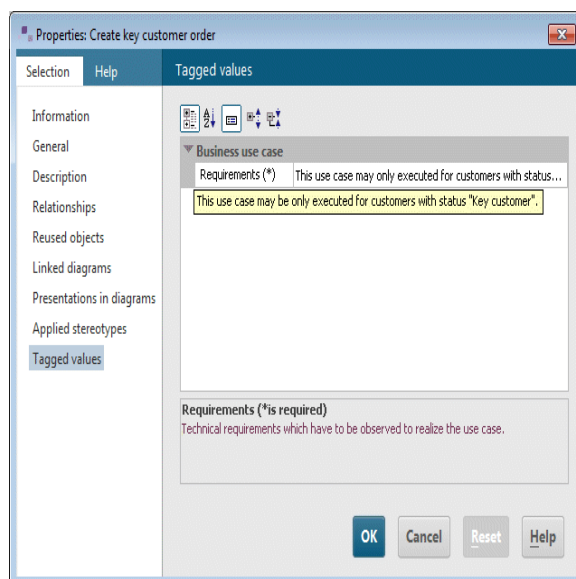 Properties: Create key customer order
Selection Help Tagged values
Information
General
Description
Relationships
Reused objects
Linked diagrams
Presentations in diagrams
Applied stereotypes
Tagged values
Business use case
Requirements (*) This use case may only executed for customers with status...
This use case may be only executed for customers with status "Key customer".
Requirements (*is required)
Technical requirements which have to be observed to realize the use case.
OK Cancel Reset Help